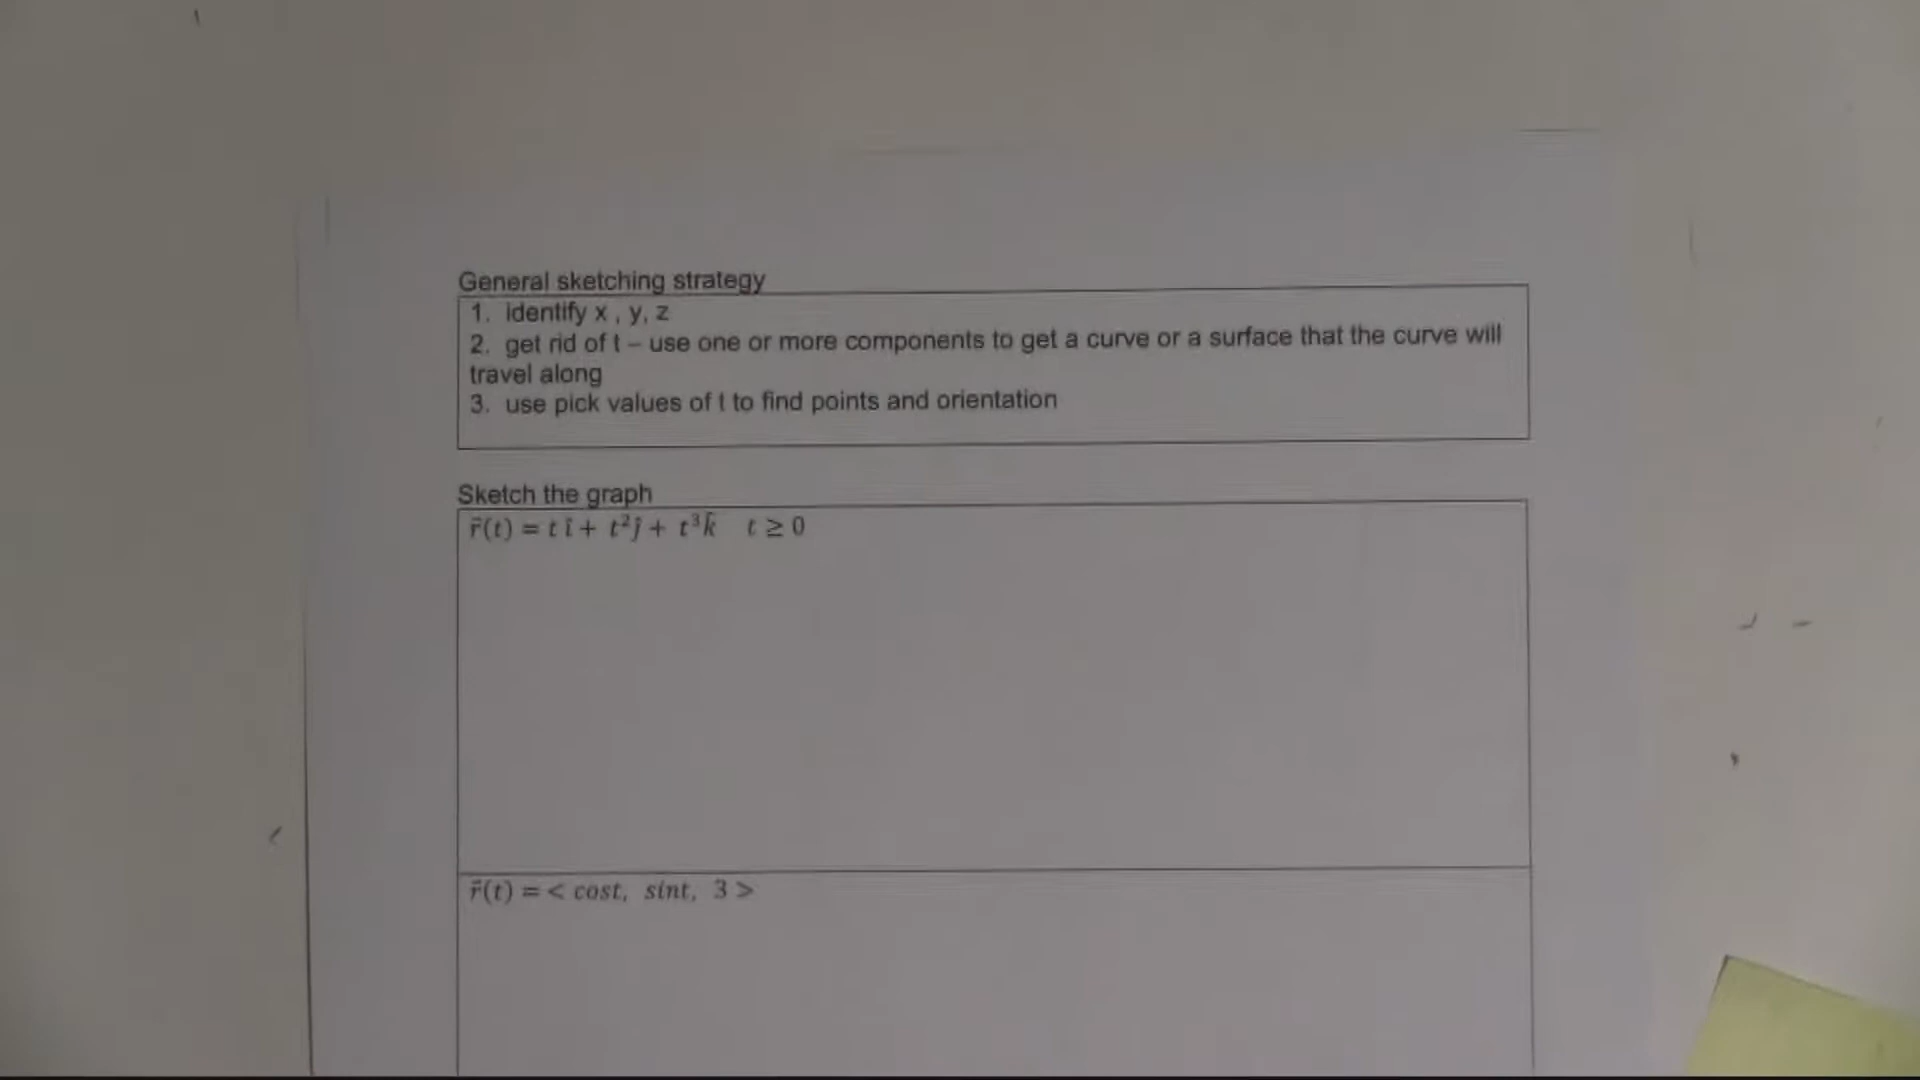 General sketching strategy
1. identify x , y, z
2. get rid of t – use one or more components to get a curve or a surface that the curve will
travel along
3. use pick values of t to find points and orientation
Sketch the graph
r⃗(t) = t î + t²ĵ + t³k̂ t ≥ 0
r⃗(t) = < cost, sint, 3 >